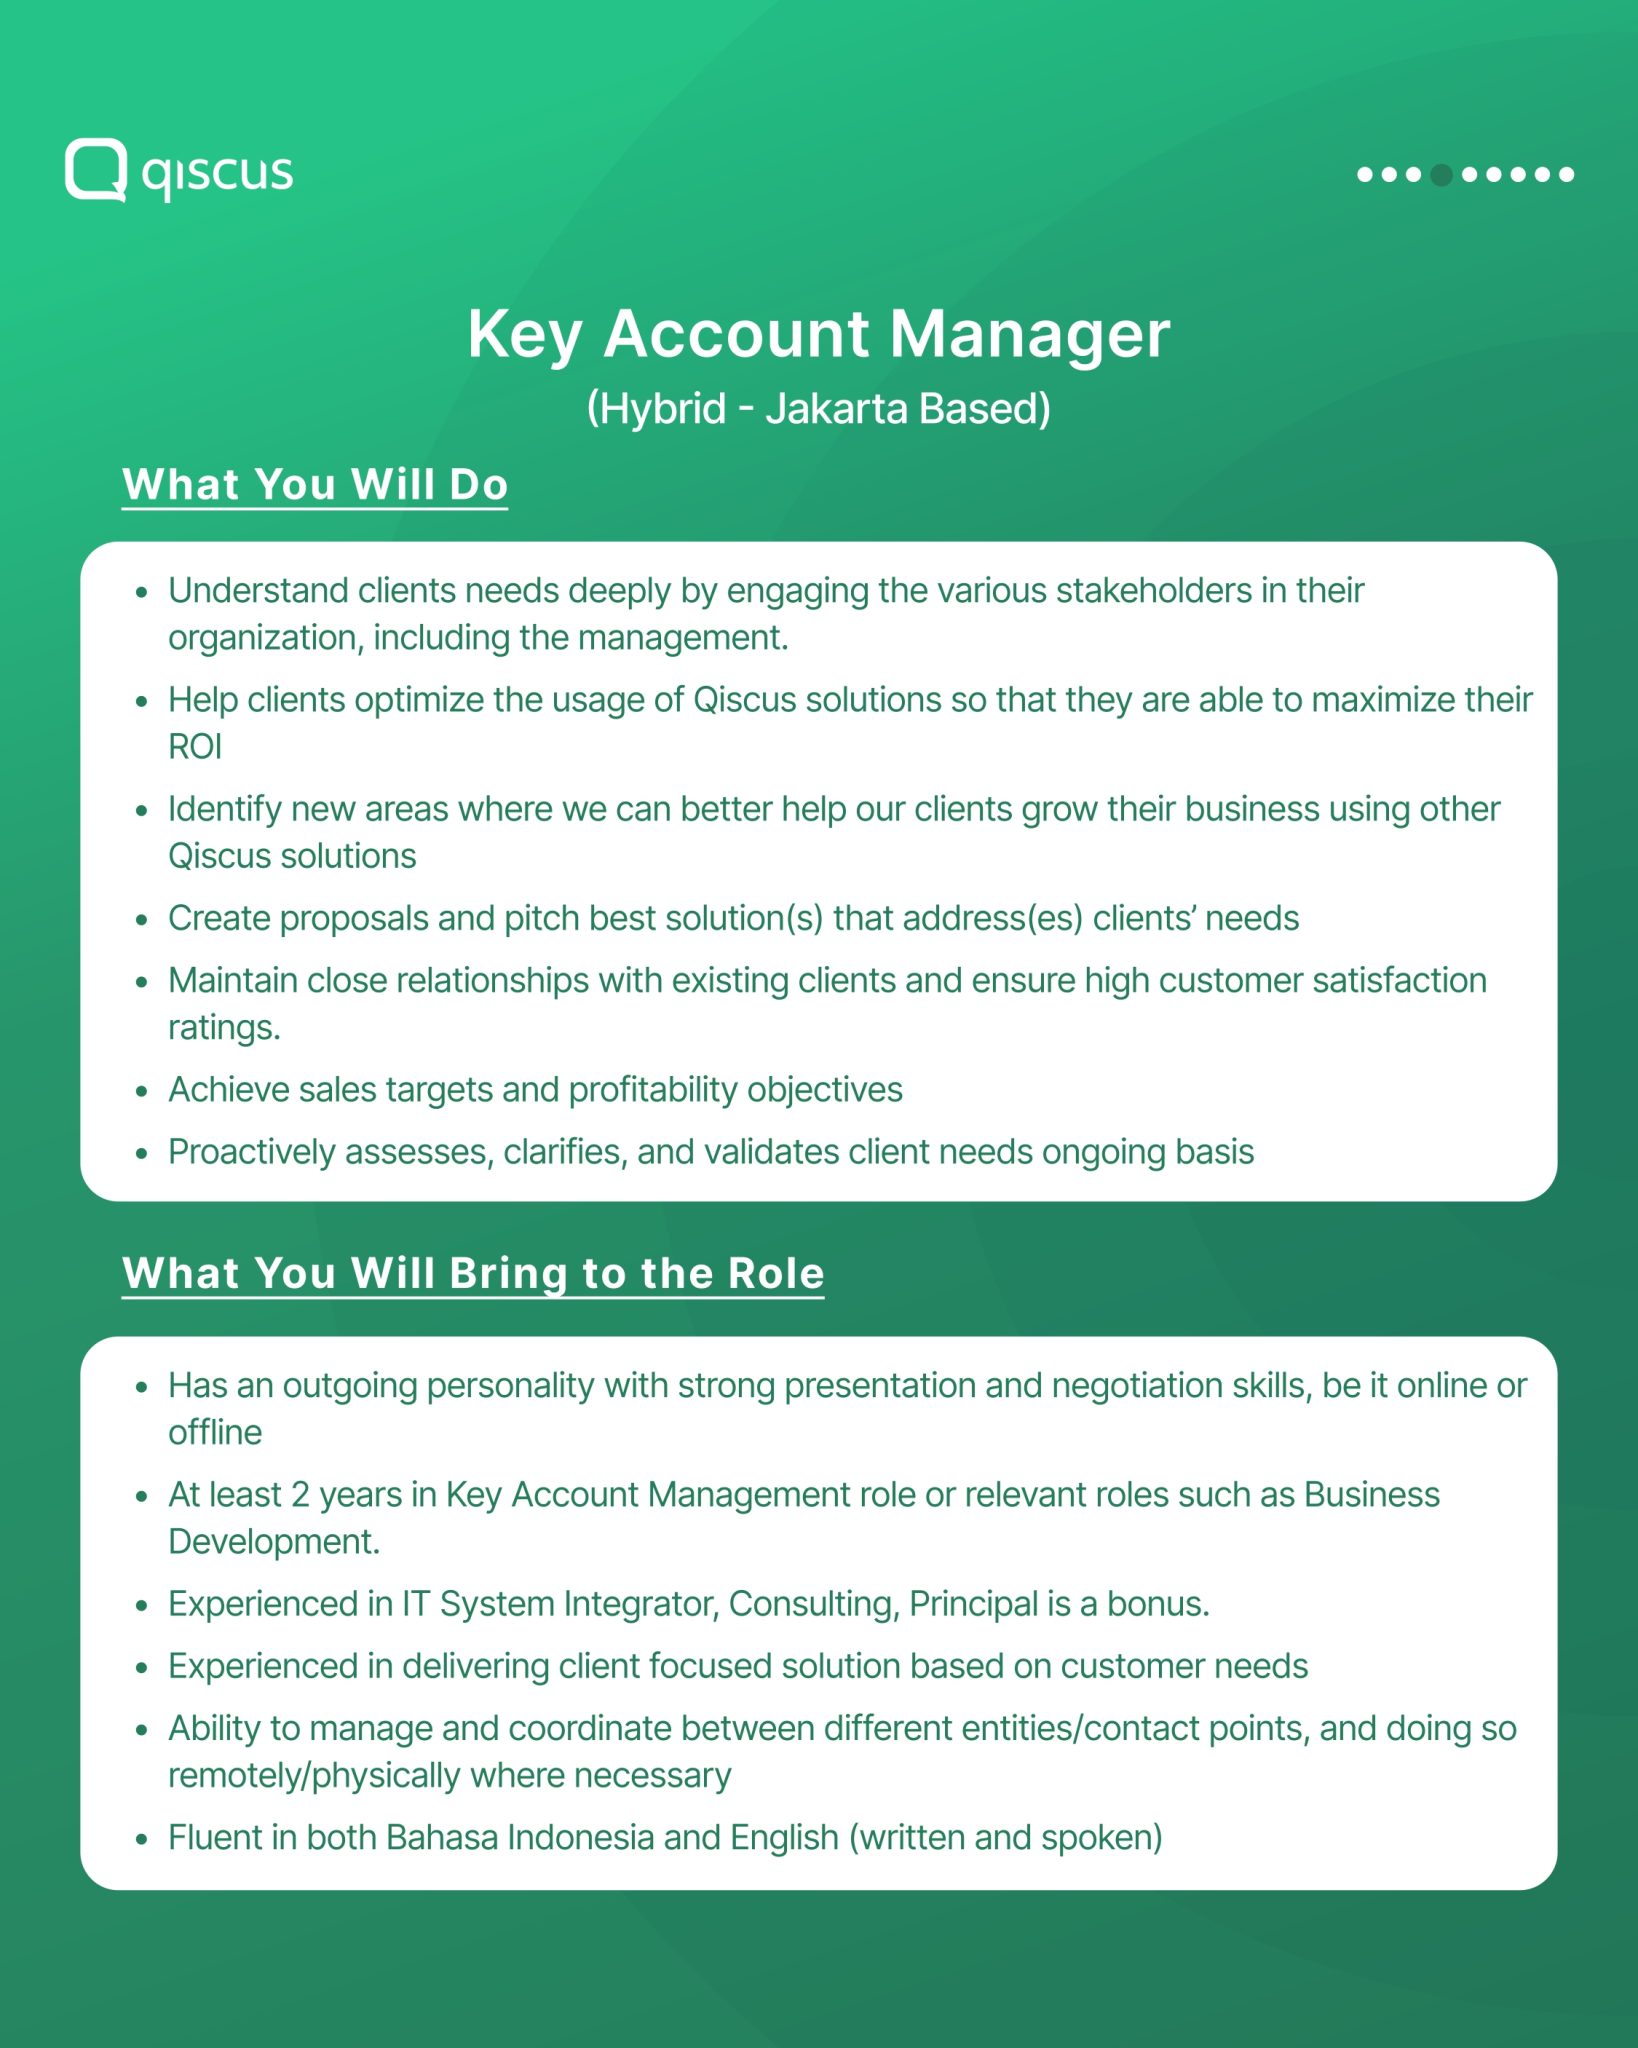 qiscus
Key Account Manager
(Hybrid - Jakarta Based)
What You Will Do
• Understand clients needs deeply by engaging the various stakeholders in their
organization, including the management.
• Help clients optimize the usage of Qiscus solutions so that they are able to maximize their
ROI
• Identify new areas where we can better help our clients grow their business using other
Qiscus solutions
• Create proposals and pitch best solution(s) that address(es) clients’ needs
• Maintain close relationships with existing clients and ensure high customer satisfaction
ratings.
• Achieve sales targets and profitability objectives
• Proactively assesses, clarifies, and validates client needs ongoing basis
What You Will Bring to the Role
• Has an outgoing personality with strong presentation and negotiation skills, be it online or
offline
• At least 2 years in Key Account Management role or relevant roles such as Business
Development.
• Experienced in IT System Integrator, Consulting, Principal is a bonus.
• Experienced in delivering client focused solution based on customer needs
• Ability to manage and coordinate between different entities/contact points, and doing so
remotely/physically where necessary
• Fluent in both Bahasa Indonesia and English (written and spoken)